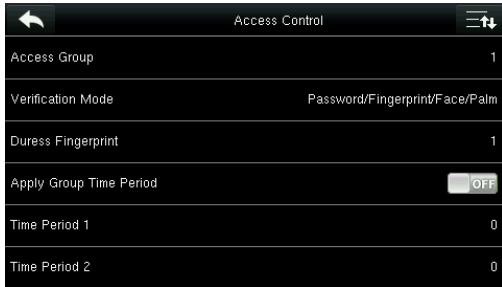 Access Control
Access Group 1
Verification Mode Password/Fingerprint/Face/Palm
Duress Fingerprint 1
Apply Group Time Period OFF
Time Period 1 0
Time Period 2 0